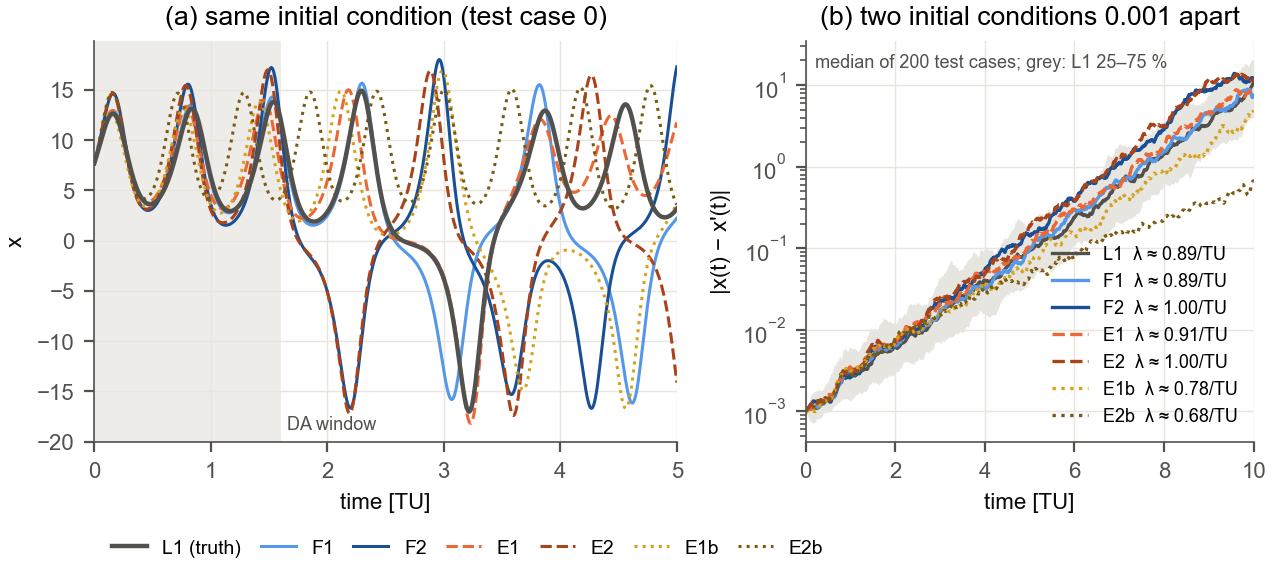 (a) same initial condition (test case 0)
15
10
5
0
−5
−10
−15
−20
x
DA window
0 1 2 3 4 5
time [TU]
(b) two initial conditions 0.001 apart
median of 200 test cases; grey: L1 25–75 %
10^1
10^0
10^−1
10^−2
10^−3
|x(t) − x′(t)|
L1 λ ≈ 0.89/TU
F1 λ ≈ 0.89/TU
F2 λ ≈ 1.00/TU
E1 λ ≈ 0.91/TU
E2 λ ≈ 1.00/TU
E1b λ ≈ 0.78/TU
E2b λ ≈ 0.68/TU
0 2 4 6 8 10
time [TU]
L1 (truth) F1 F2 E1 E2 E1b E2b